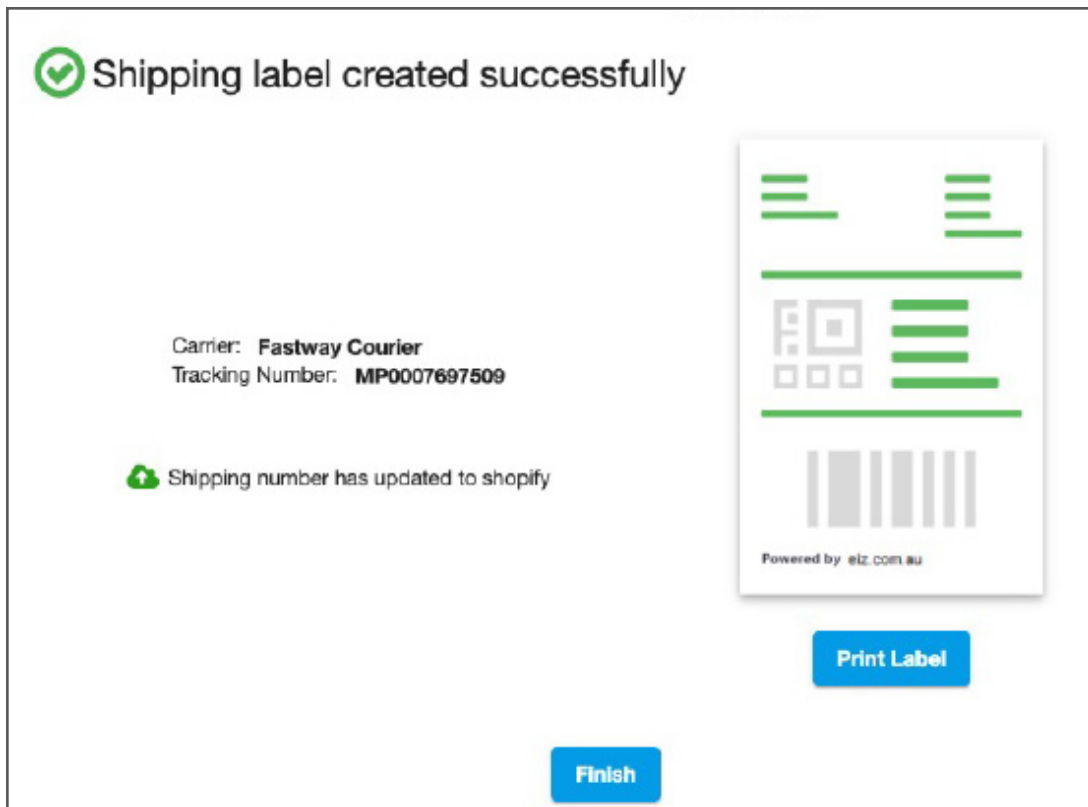 Shipping label created successfully
Carrier: Fastway Courier
Tracking Number: MP0007697509
Shipping number has updated to shopify
Powered by eiz.com.au
Print Label
Finish